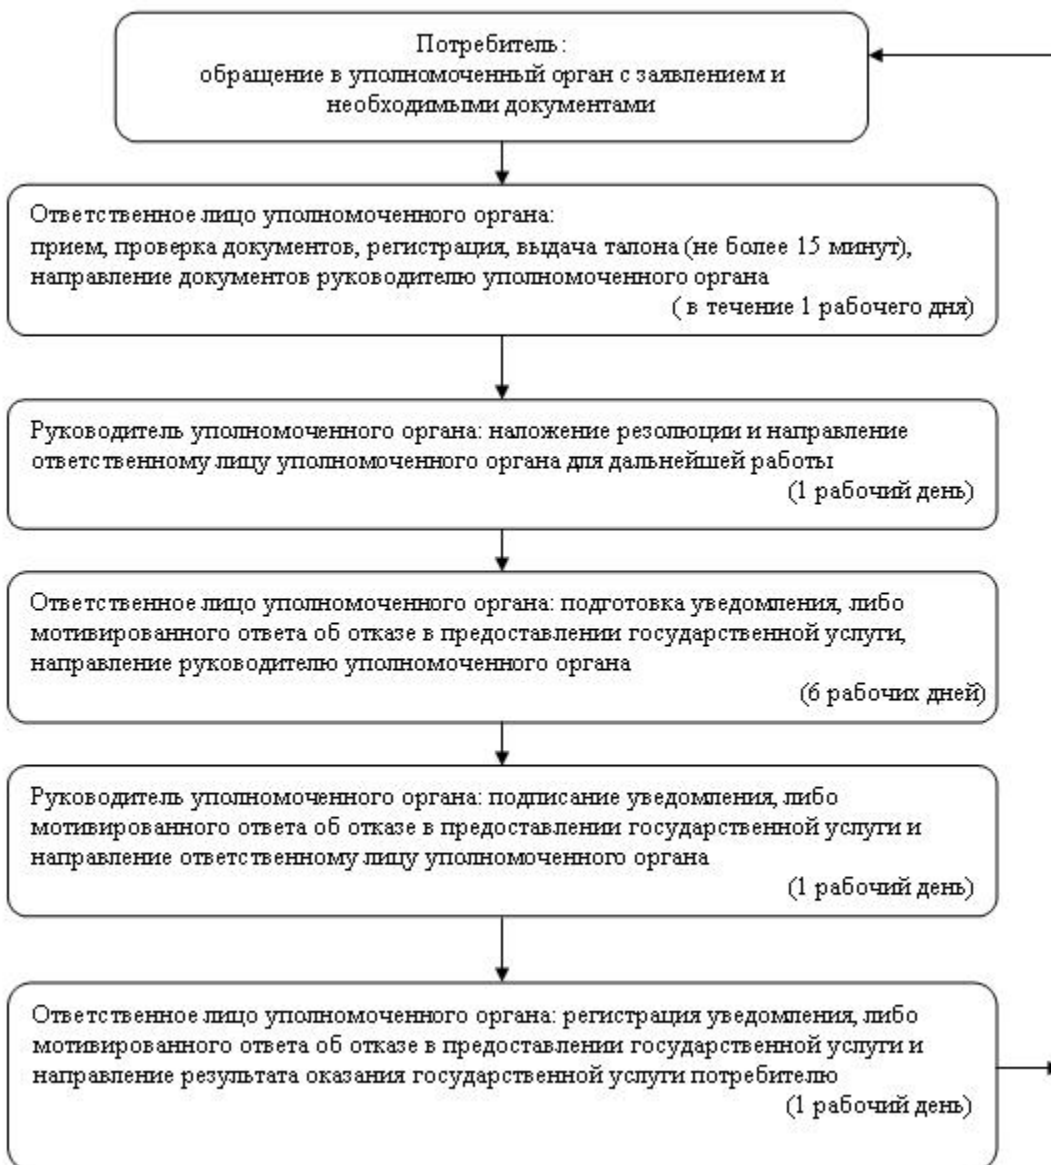 Потребитель:
обращение в уполномоченный орган с заявлением и
необходимыми документами
Ответственное лицо уполномоченного органа:
прием, проверка документов, регистрация, выдача талона (не более 15 минут),
направление документов руководителю уполномоченного органа
( в течение 1 рабочего дня)
Руководитель уполномоченного органа: наложение резолюции и направление
ответственному лицу уполномоченного органа для дальнейшей работы
(1 рабочий день)
Ответственное лицо уполномоченного органа: подготовка уведомления, либо
мотивированного ответа об отказе в предоставлении государственной услуги,
направление руководителю уполномоченного органа
(6 рабочих дней)
Руководитель уполномоченного органа: подписание уведомления, либо
мотивированного ответа об отказе в предоставлении государственной услуги и
направление ответственному лицу уполномоченного органа
(1 рабочий день)
Ответственное лицо уполномоченного органа: регистрация уведомления, либо
мотивированного ответа об отказе в предоставлении государственной услуги и
направление результата оказания государственной услуги потребителю
(1 рабочий день)